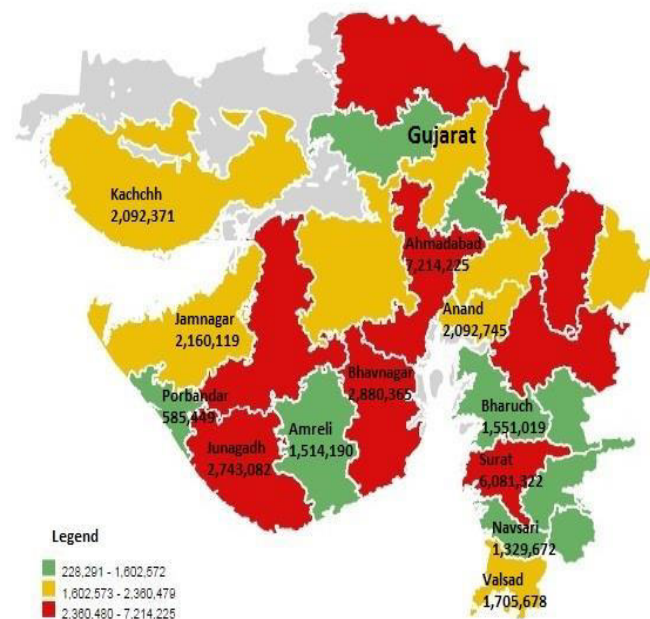 Gujarat
Kachchh
2,092,371
Ahmadabad
7,214,225
Anand
2,092,745
Jamnagar
2,160,119
Bhavnagar
2,880,365
Porbandar
585,449
Amreli
1,514,190
Bharuch
1,551,019
Junagadh
2,743,082
Surat
6,081,322
Navsari
1,329,672
Valsad
1,705,678
Legend
228,291 - 1,602,572
1,602,573 - 2,360,479
2,360,480 - 7,214,225